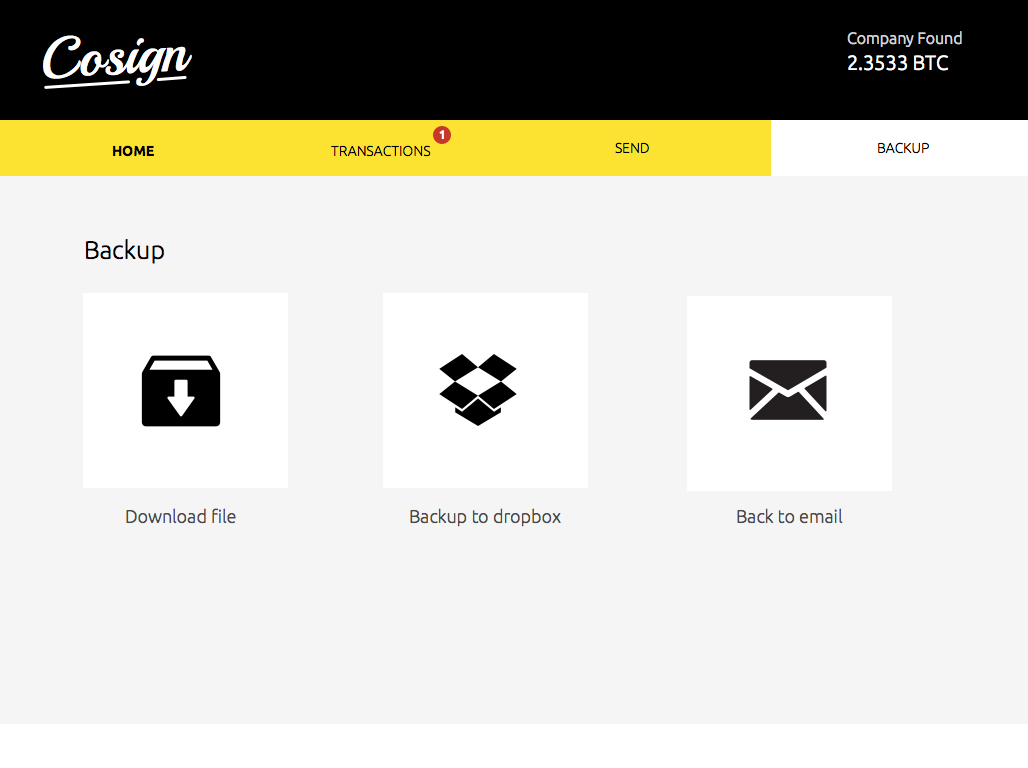 Cosign
Company Found
2.3533 BTC
HOME
TRANSACTIONS
1
SEND
BACKUP
Backup
Download file
Backup to dropbox
Back to email